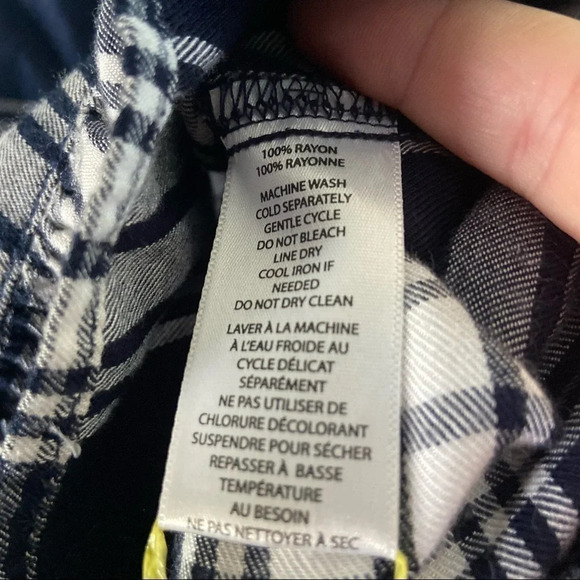 100% RAYON
100% RAYONNE
MACHINE WASH
COLD SEPARATELY
GENTLE CYCLE
DO NOT BLEACH
LINE DRY
COOL IRON IF
NEEDED
DO NOT DRY CLEAN
LAVER À LA MACHINE
À L'EAU FROIDE AU
CYCLE DÉLICAT
SÉPARÉMENT
NE PAS UTILISER DE
CHLORURE DÉCOLORANT
SUSPENDRE POUR SÉCHER
REPASSER À BASSE
TEMPÉRATURE
AU BESOIN
NE PAS NETTOYER À SEC